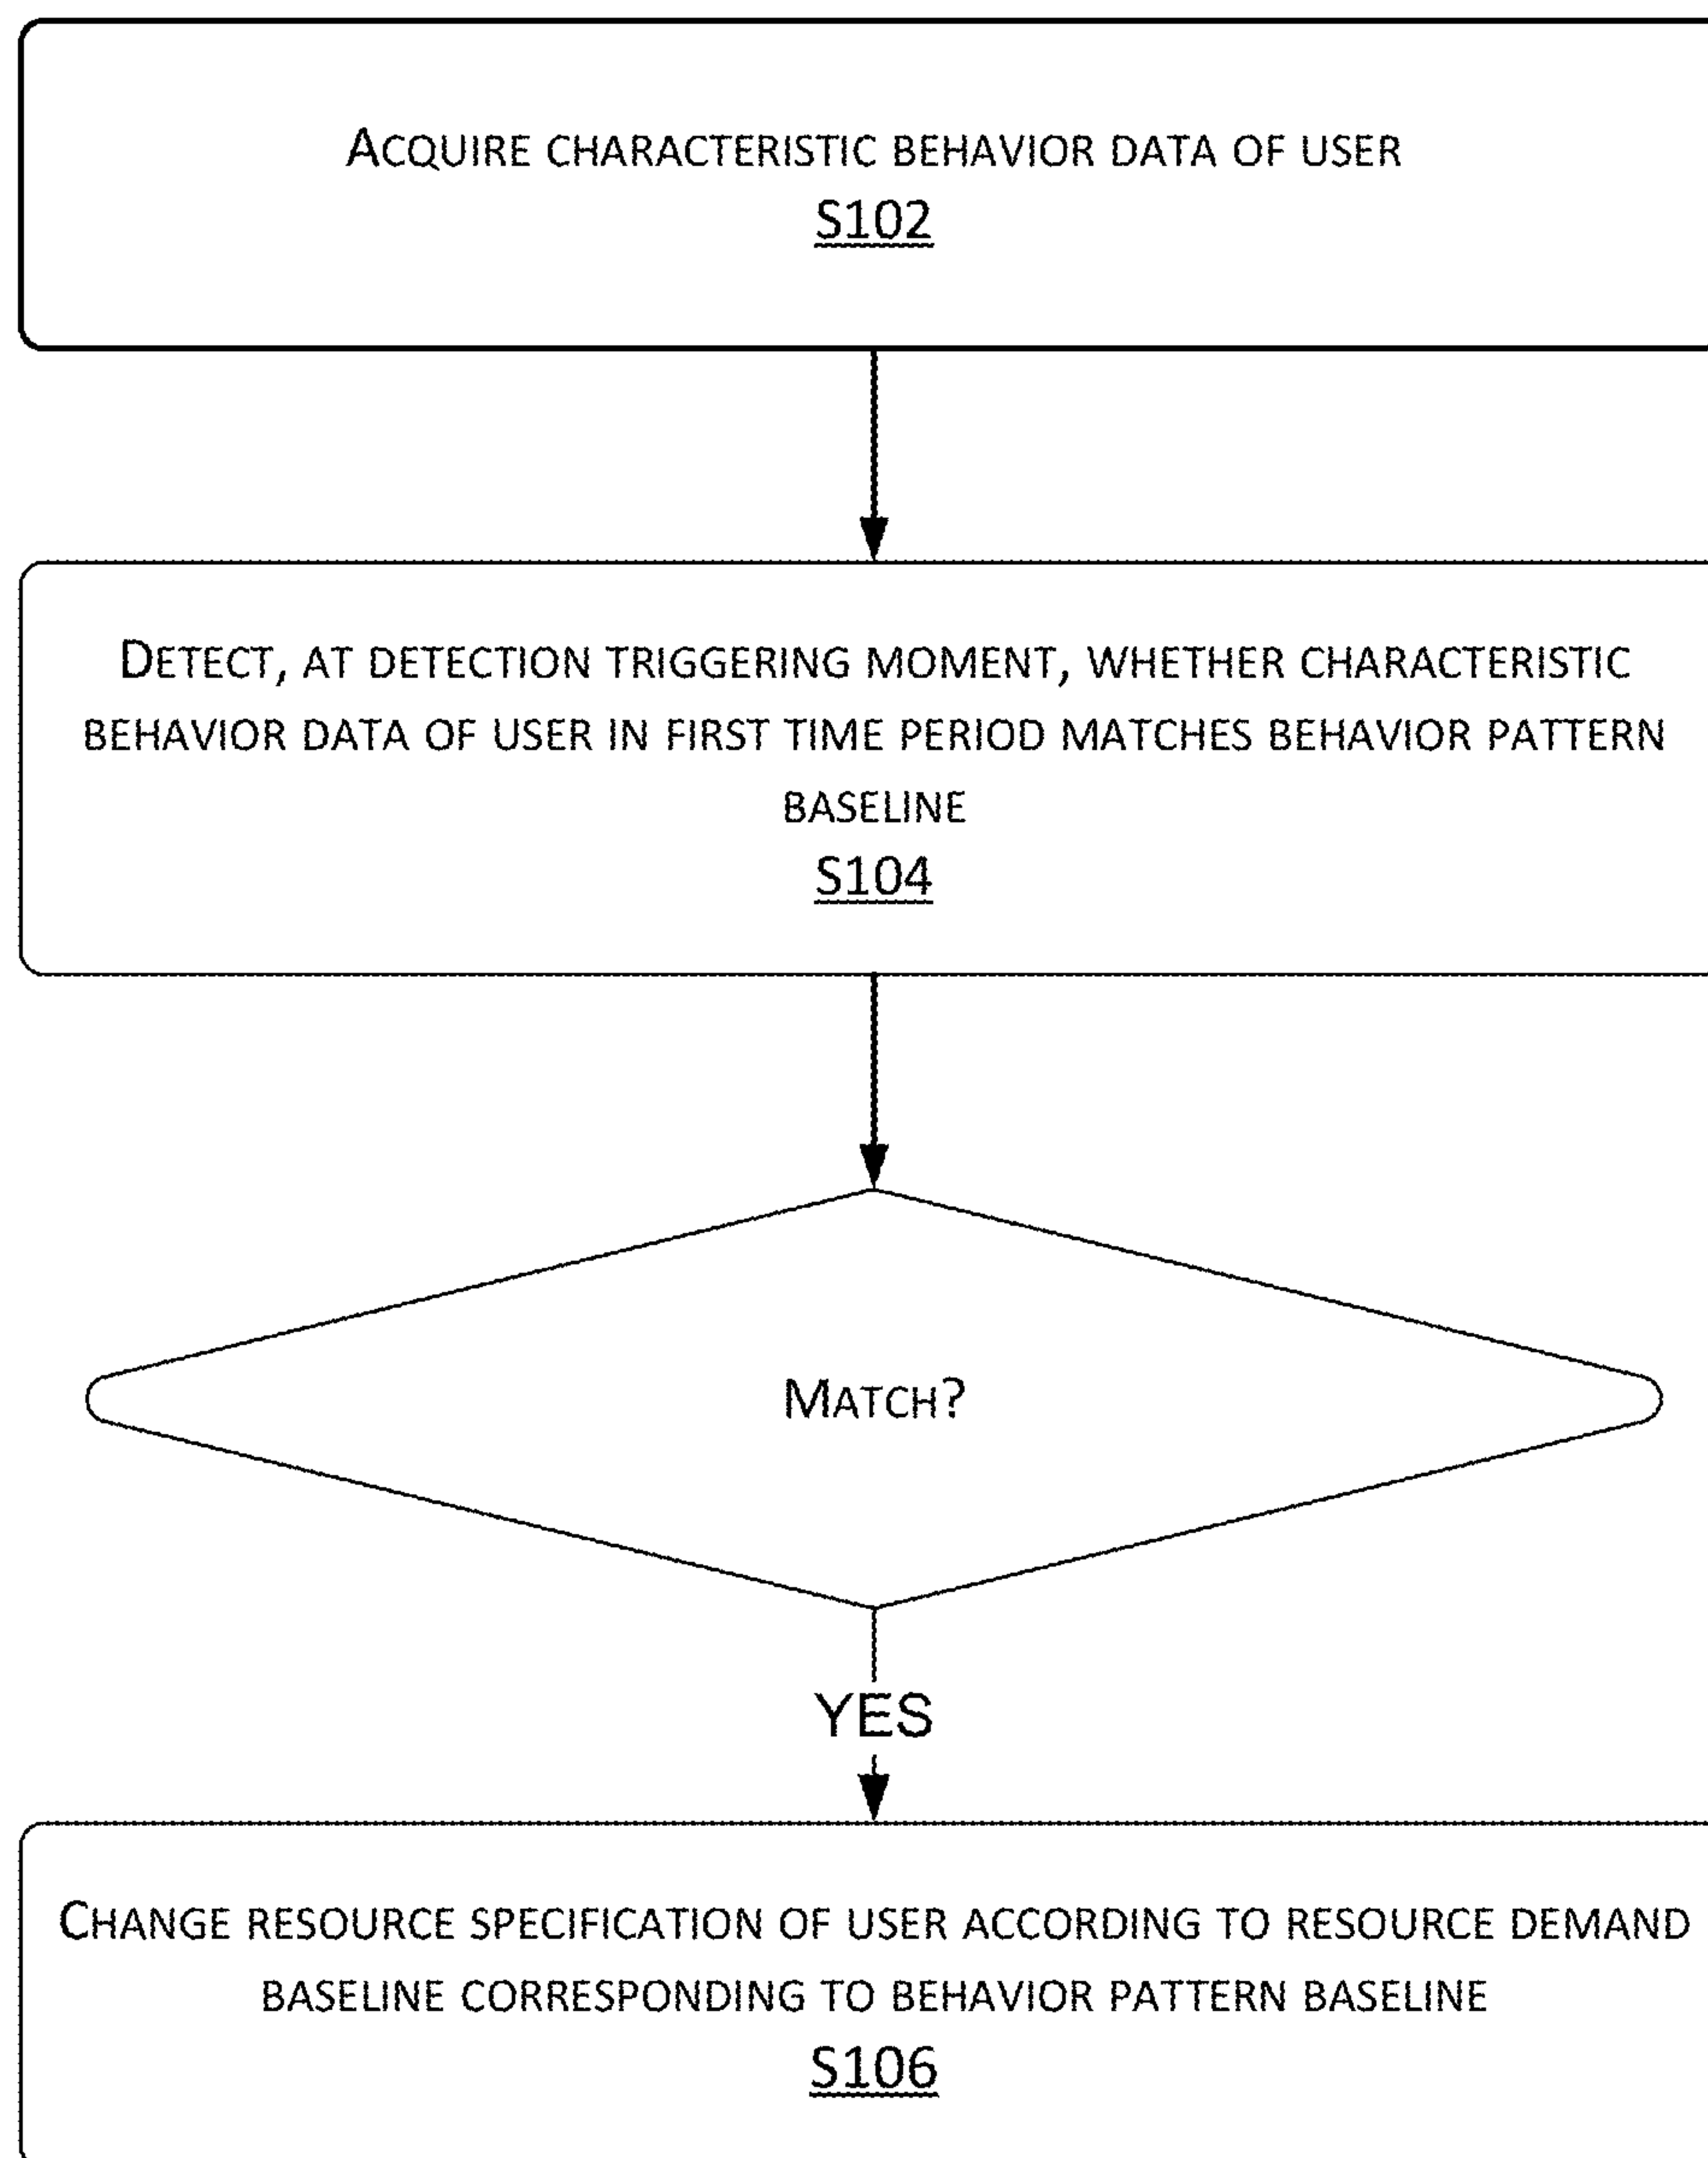 ACQUIRE CHARACTERISTIC BEHAVIOR DATA OF USER
S102
DETECT, AT DETECTION TRIGGERING MOMENT, WHETHER CHARACTERISTIC
BEHAVIOR DATA OF USER IN FIRST TIME PERIOD MATCHES BEHAVIOR PATTERN
BASELINE
S104
MATCH?
YES
CHANGE RESOURCE SPECIFICATION OF USER ACCORDING TO RESOURCE DEMAND
BASELINE CORRESPONDING TO BEHAVIOR PATTERN BASELINE
S106